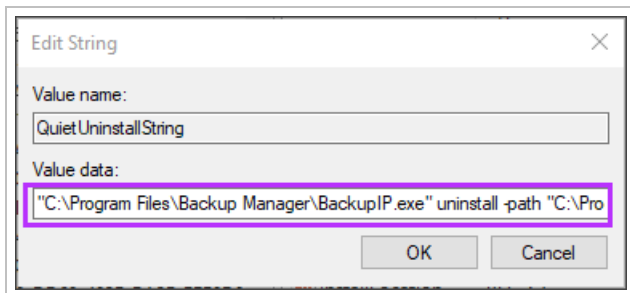 Edit String
Value name:
QuietUninstallString
Value data:
"C:\Program Files\Backup Manager\BackupIP.exe" uninstall -path "C:\Pro
OK
Cancel